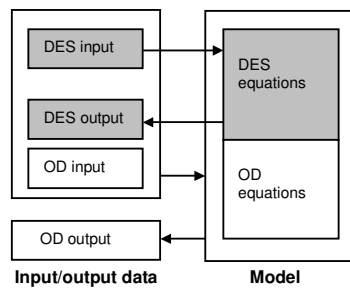 DES input
DES output
OD input
OD output
Input/output data
DES
equations
OD
equations
Model